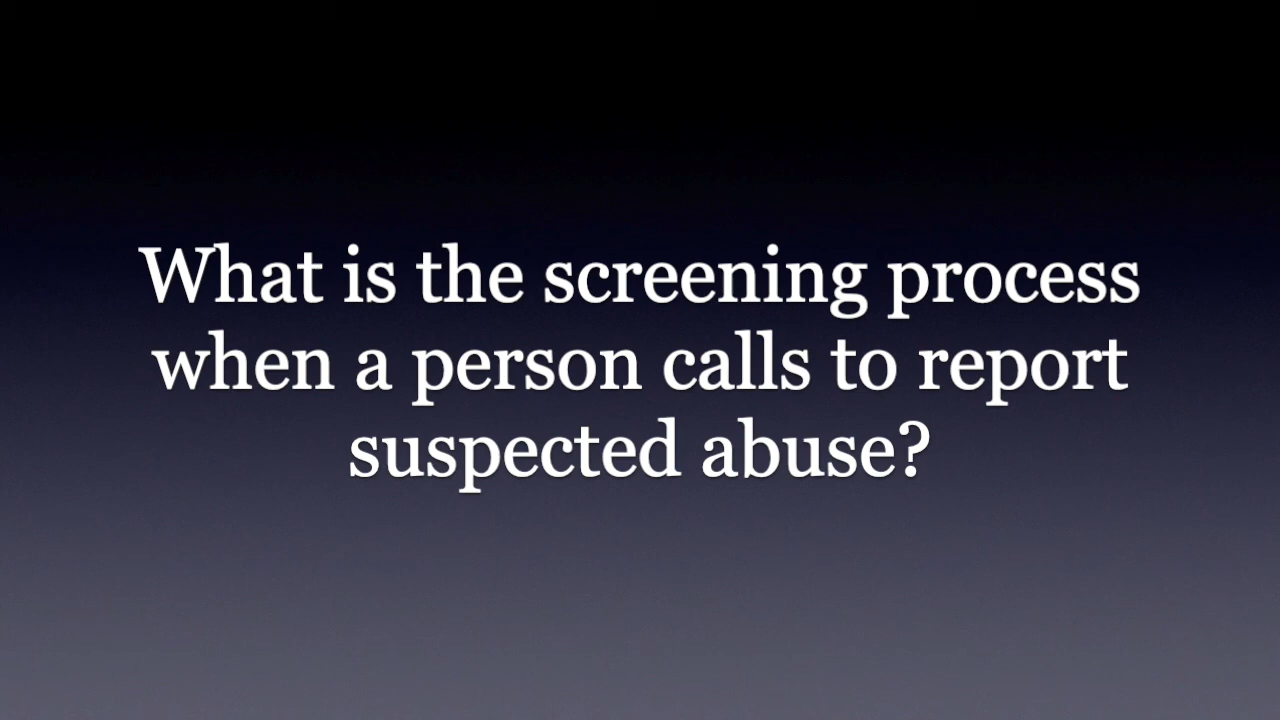 What is the screening process
when a person calls to report
suspected abuse?